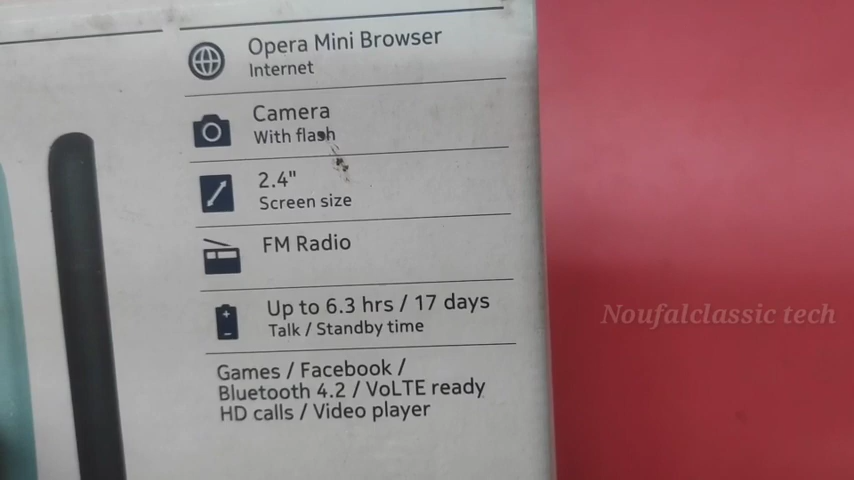 Opera Mini Browser
Internet
Camera
With flash
2.4"
Screen size
FM Radio
Up to 6.3 hrs / 17 days
Talk / Standby time
Games / Facebook /
Bluetooth 4.2 / VoLTE ready
HD calls / Video player
Noufalclassic tech